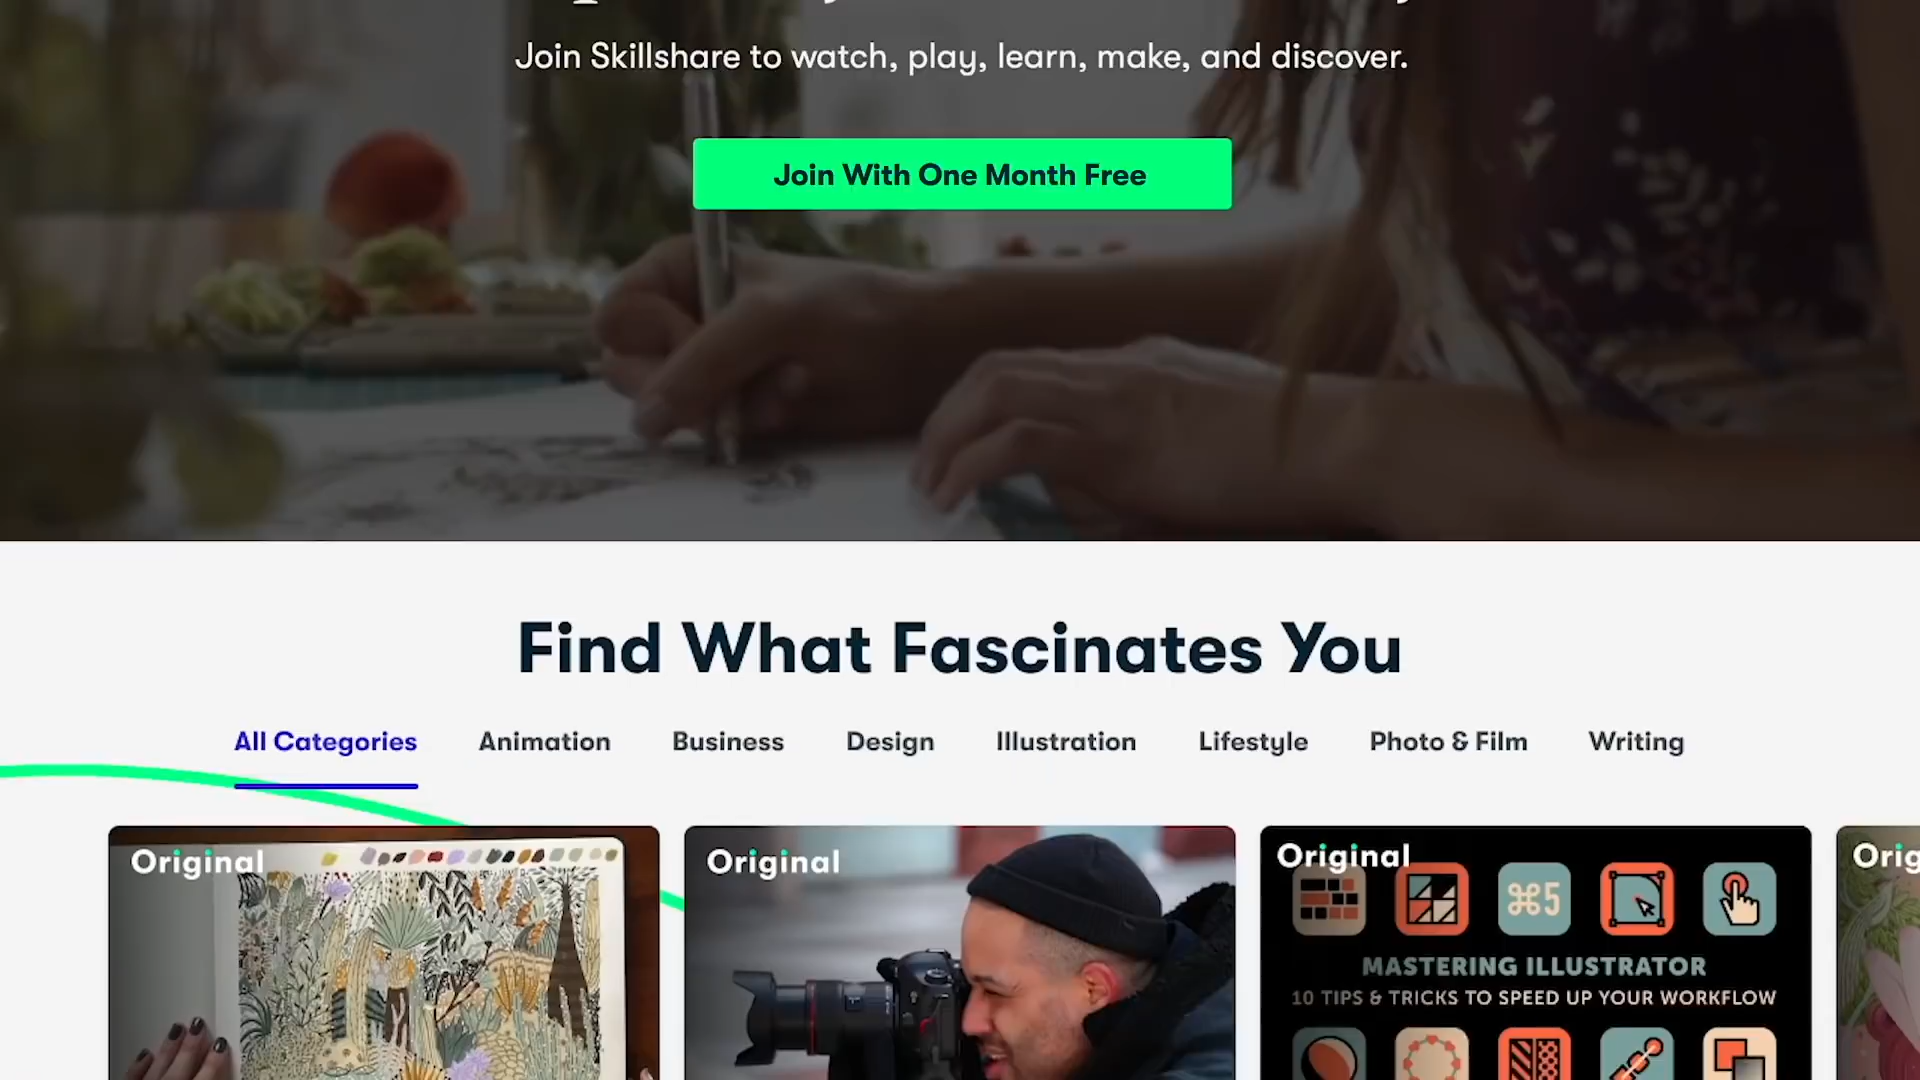 Join Skillshare to watch, play, learn, make, and discover.
Join With One Month Free
Find What Fascinates You
All Categories
Animation
Business
Design
Illustration
Lifestyle
Photo & Film
Writing
Original
Original
Original
⌘5
MASTERING ILLUSTRATOR
10 TIPS & TRICKS TO SPEED UP YOUR WORKFLOW